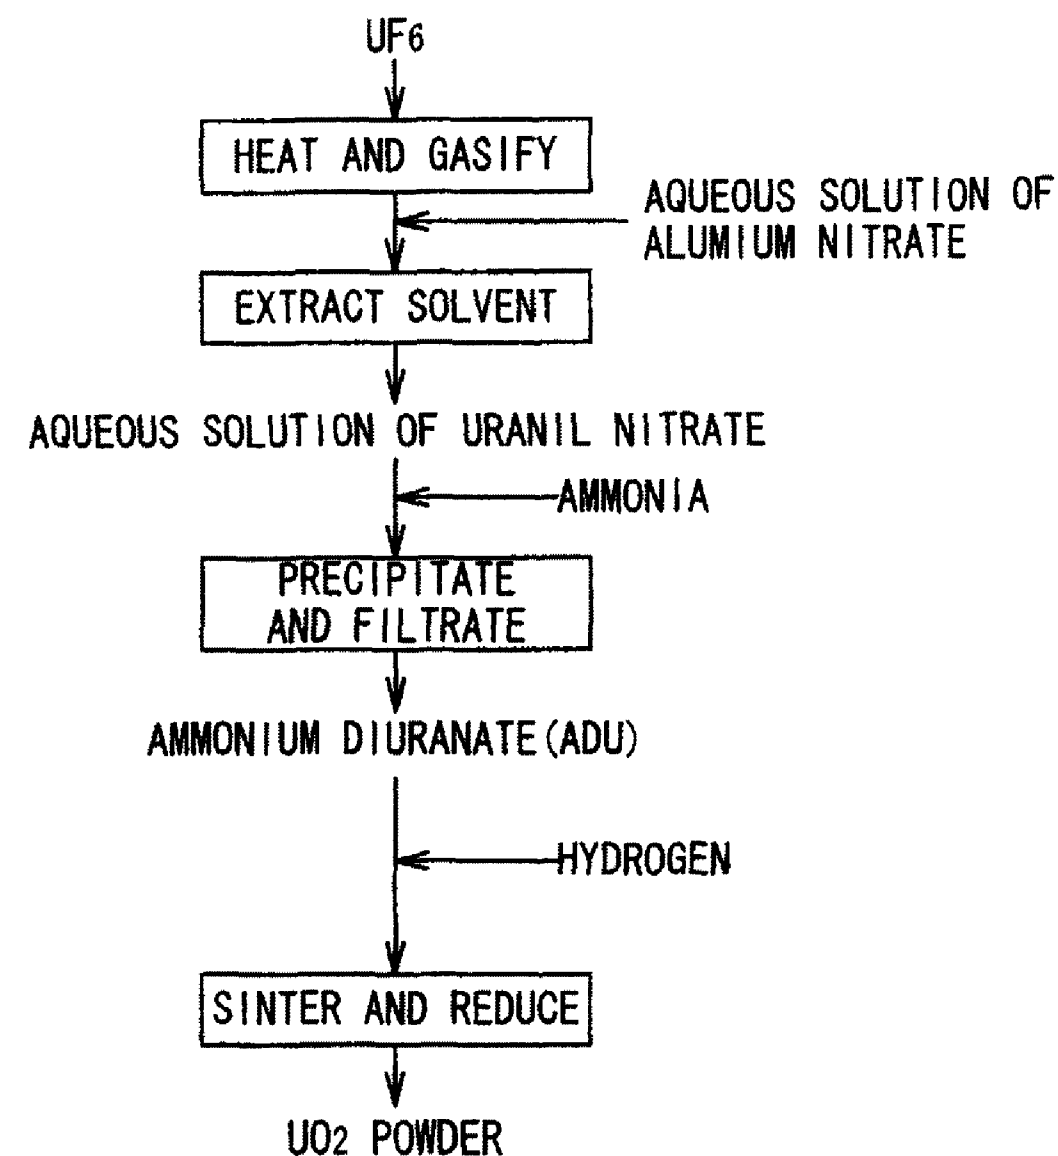 UF6
HEAT AND GASIFY
AQUEOUS SOLUTION OF
ALUMIUM NITRATE
EXTRACT SOLVENT
AQUEOUS SOLUTION OF URANIL NITRATE
AMMONIA
PRECIPITATE
AND FILTRATE
AMMONIUM DIURANATE(ADU)
HYDROGEN
SINTER AND REDUCE
UO2 POWDER